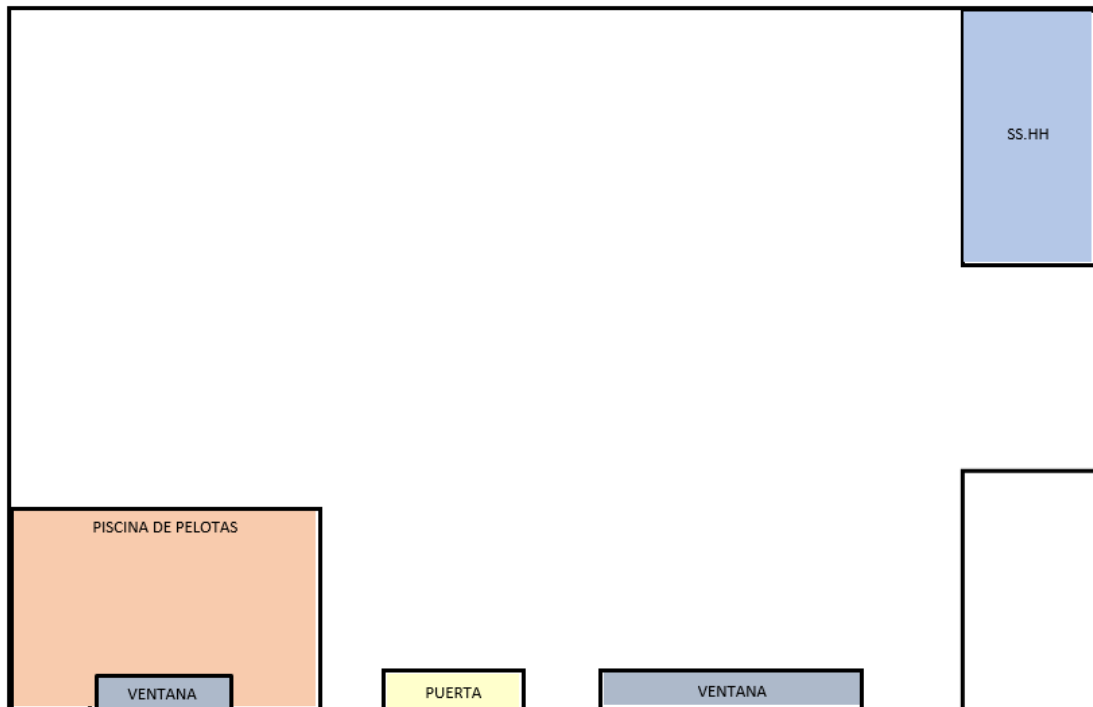 SS.HH
PISCINA DE PELOTAS
VENTANA
PUERTA
VENTANA